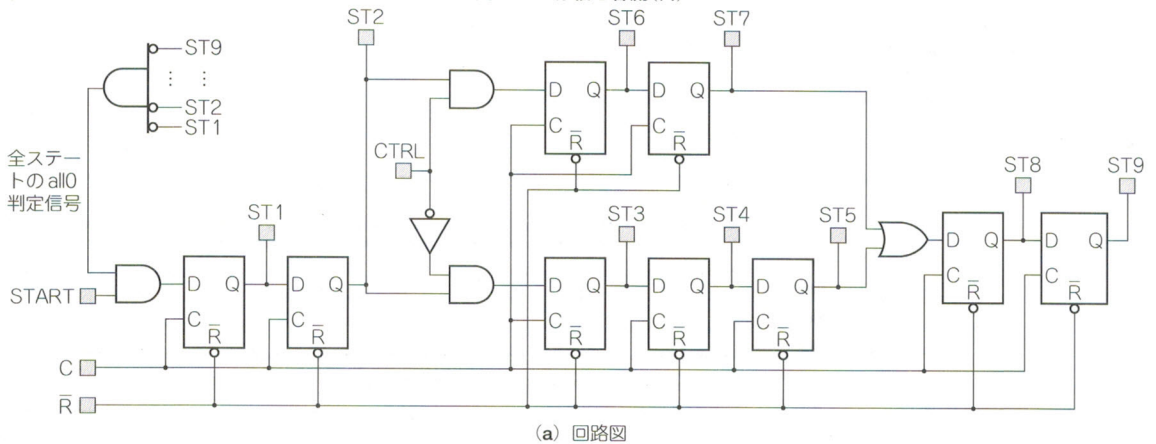 ST2
ST6
ST7
ST9
⋮ ⋮
ST2
ST1
D Q
C
R̅
D Q
C
R̅
CTRL
全ステー
トのall0
判定信号
ST8
ST9
ST1
ST3
ST4
ST5
D Q
C
R̅
D Q
C
R̅
START
D Q
C
R̅
D Q
C
R̅
D Q
C
R̅
D Q
C
R̅
D Q
C
R̅
C
R̅
(a) 回路図